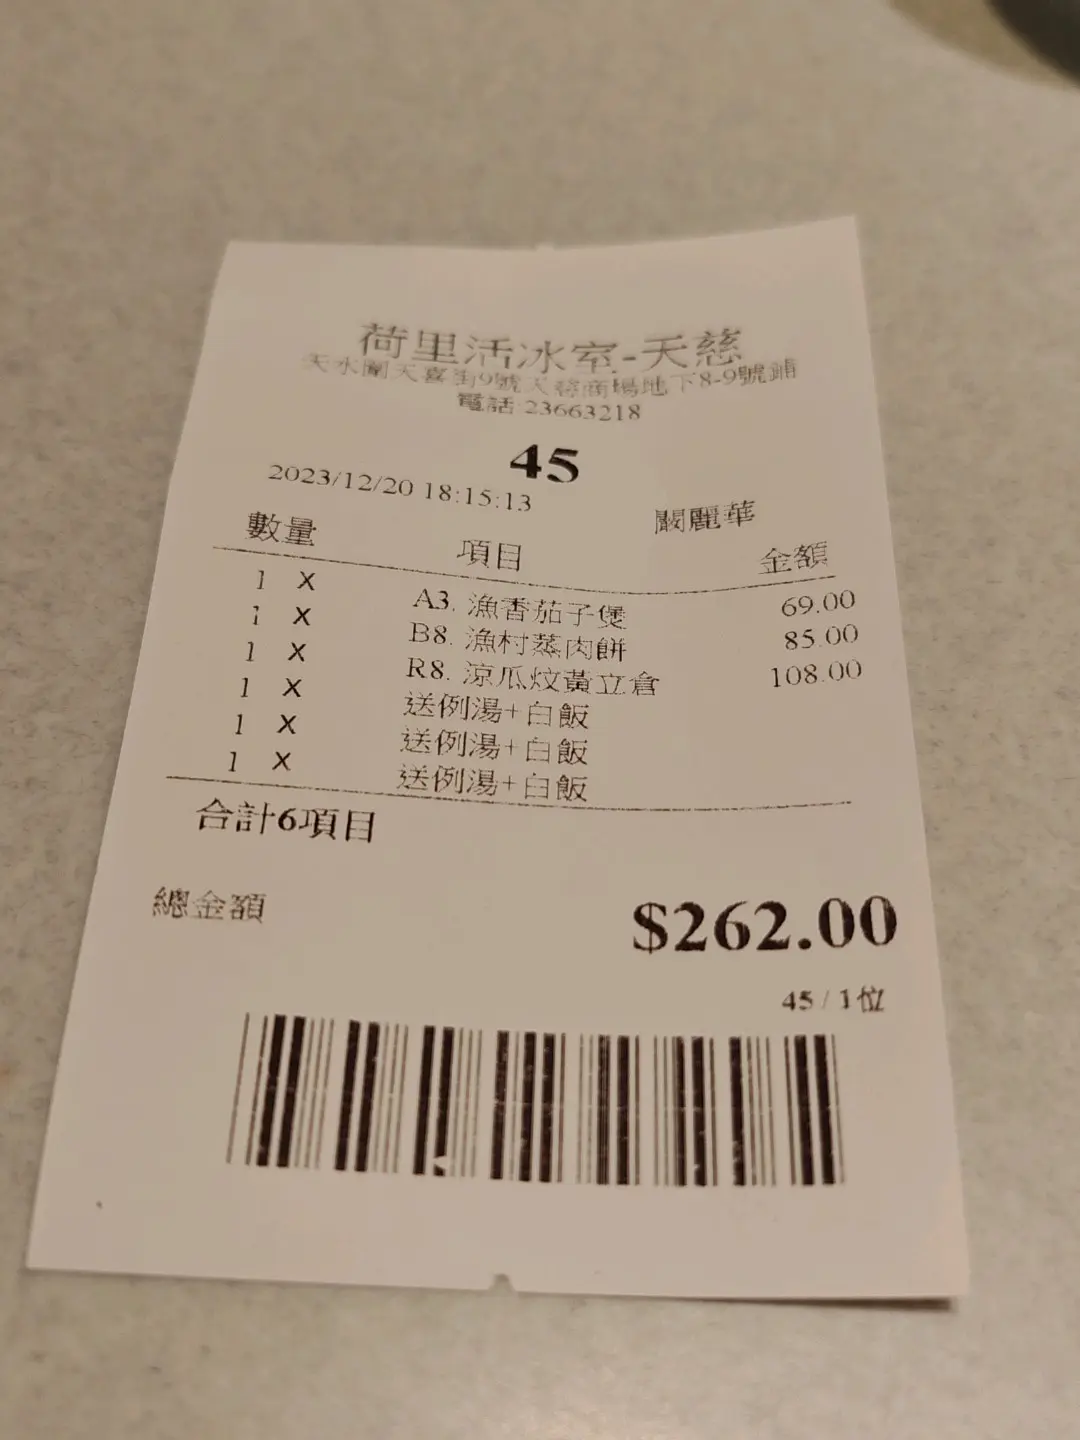 荷里活冰室-天慈
天水圍天喜街9號天慈商場地下8-9號鋪
電話 23663218
45
2023/12/20 18:15:13 闞麗華
數量 項目 金額
1 X A3. 漁香茄子煲 69.00
1 X B8. 漁村蒸肉餅 85.00
1 X R8. 涼瓜炆黃立倉 108.00
1 X 送例湯+白飯
1 X 送例湯+白飯
1 X 送例湯+白飯
合計6項目
總金額 $262.00
45 / 1位